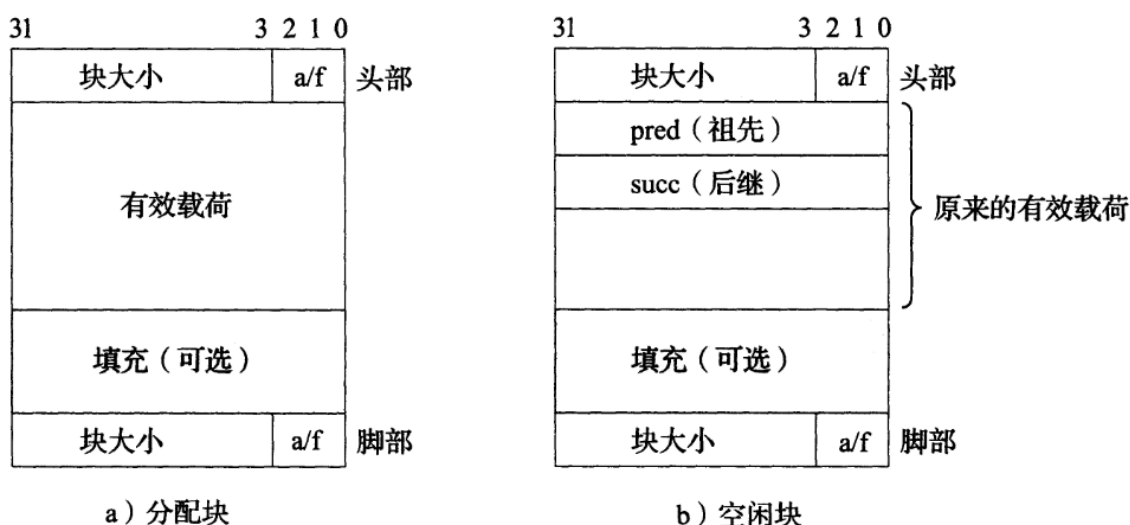 31 3 2 1 0
块大小 a/f 头部
有效载荷
填充（可选）
块大小 a/f 脚部
a）分配块
31 3 2 1 0
块大小 a/f 头部
pred（祖先）
succ（后继）
原来的有效载荷
填充（可选）
块大小 a/f 脚部
b）空闲块